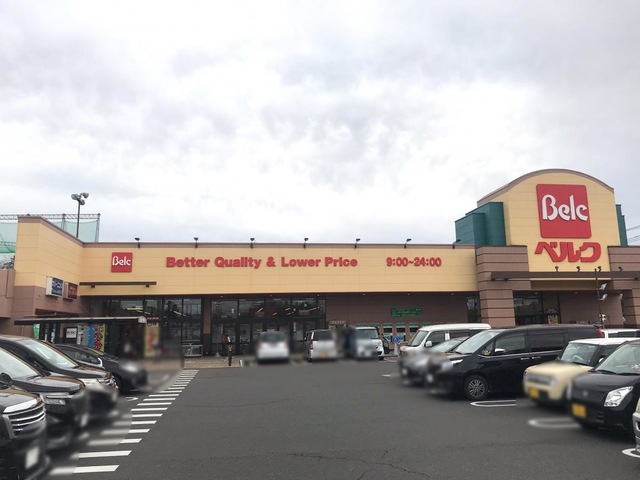 Belc
ベルク
Belc
Better Quality & Lower Price 9:00~24:00